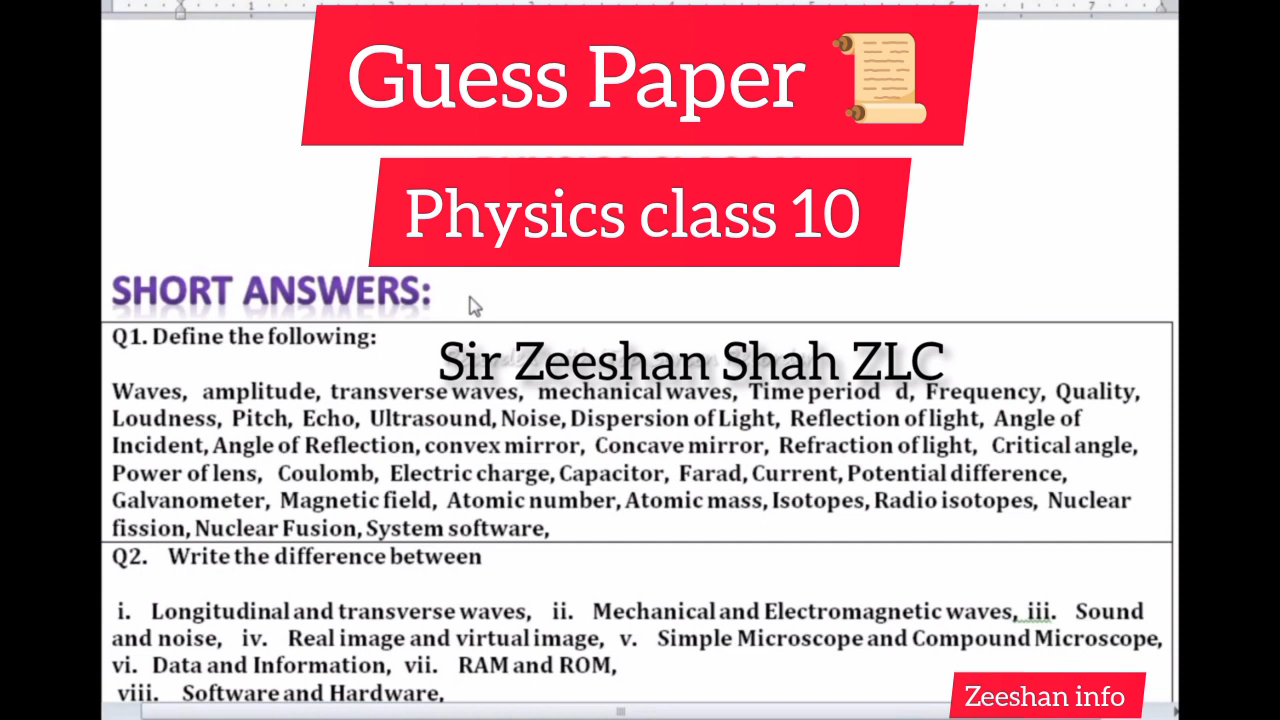 Guess Paper
Physics class 10
SHORT ANSWERS:
Q1. Define the following:
Sir Zeeshan Shah ZLC
Waves, amplitude, transverse waves, mechanical waves, Time period d, Frequency, Quality,
Loudness, Pitch, Echo, Ultrasound, Noise, Dispersion of Light, Reflection of light, Angle of
Incident, Angle of Reflection, convex mirror, Concave mirror, Refraction of light, Critical angle,
Power of lens, Coulomb, Electric charge, Capacitor, Farad, Current, Potential difference,
Galvanometer, Magnetic field, Atomic number, Atomic mass, Isotopes, Radio isotopes, Nuclear
fission, Nuclear Fusion, System software,
Q2. Write the difference between
i. Longitudinal and transverse waves, ii. Mechanical and Electromagnetic waves, iii. Sound
and noise, iv. Real image and virtual image, v. Simple Microscope and Compound Microscope,
vi. Data and Information, vii. RAM and ROM,
viii. Software and Hardware,
Zeeshan info